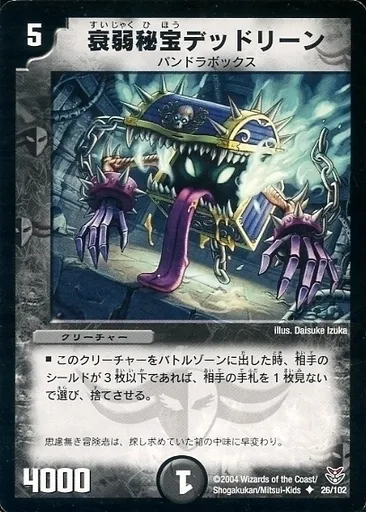 5
すいじゃくひほう
衰弱秘宝デッドリーン
パンドラボックス
illus. Daisuke Izuka
クリーチャー
■ このクリーチャーをバトルゾーンに出した時、相手の
シールドが3枚以下であれば、相手の手札を1枚見ない
で選び、捨てさせる。
思慮無き冒険者は、探し求めていた箱の中味に早変わり。
4000
1
©2004 Wizards of the Coast/
Shogakukan/Mitsui-Kids
26/102